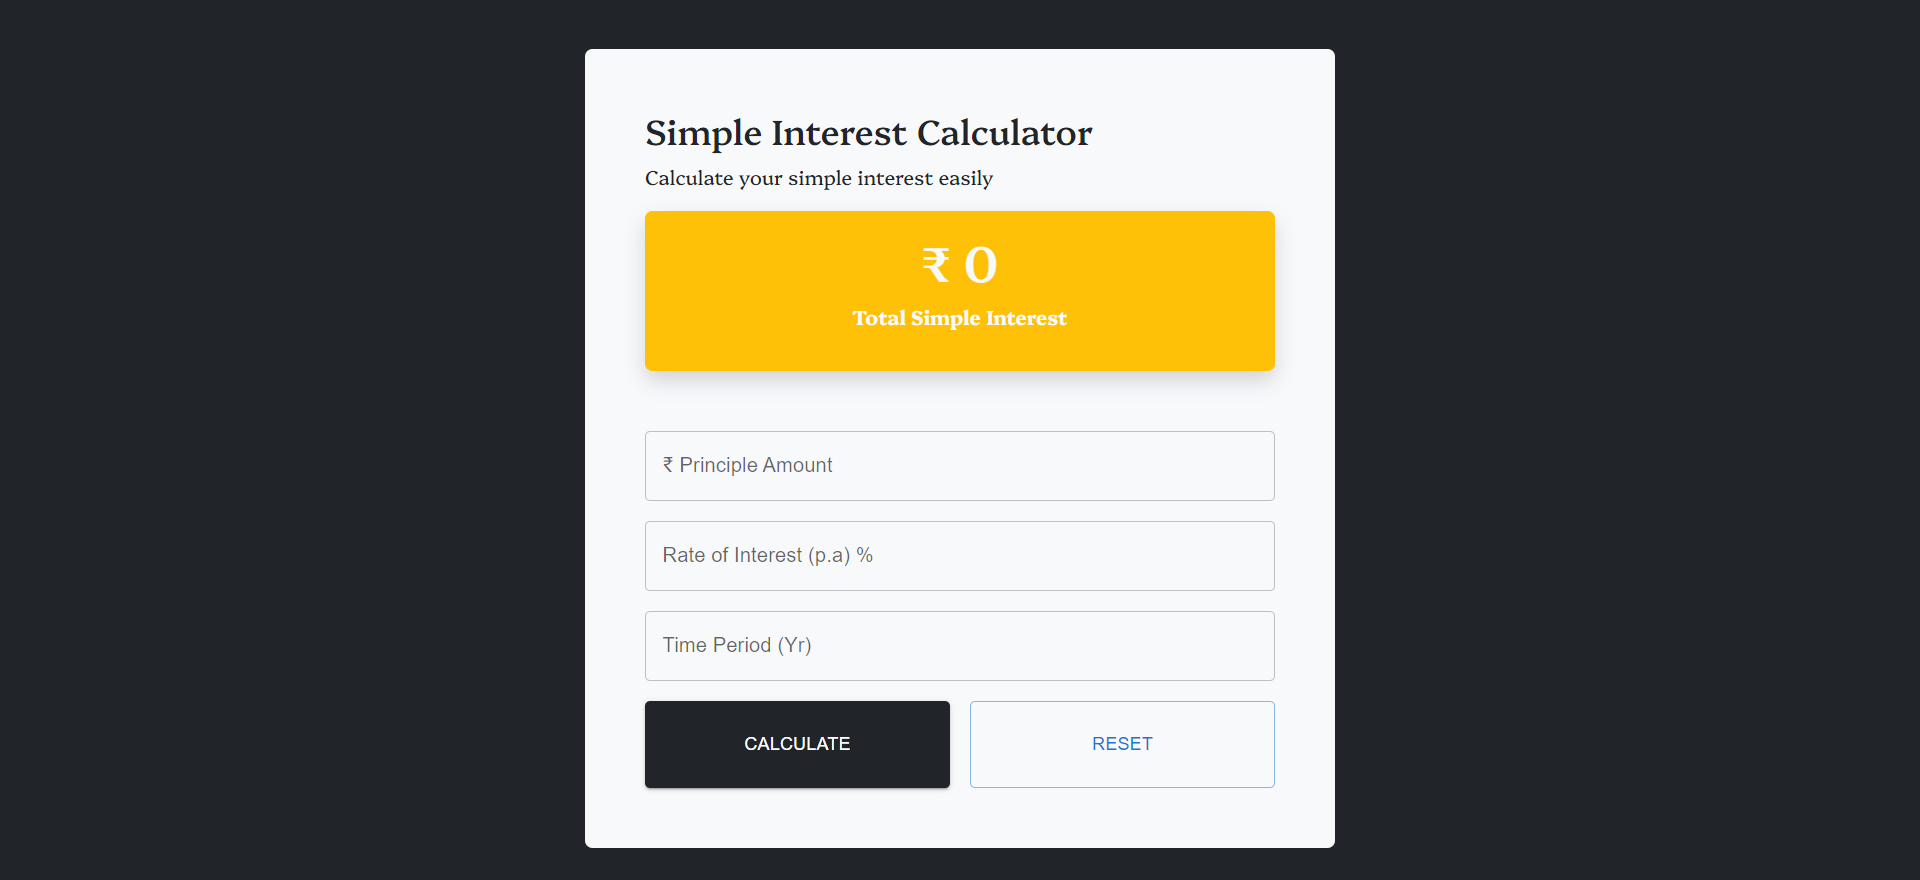 Simple Interest Calculator
Calculate your simple interest easily
₹ 0
Total Simple Interest
₹ Principle Amount
Rate of Interest (p.a) %
Time Period (Yr)
CALCULATE
RESET